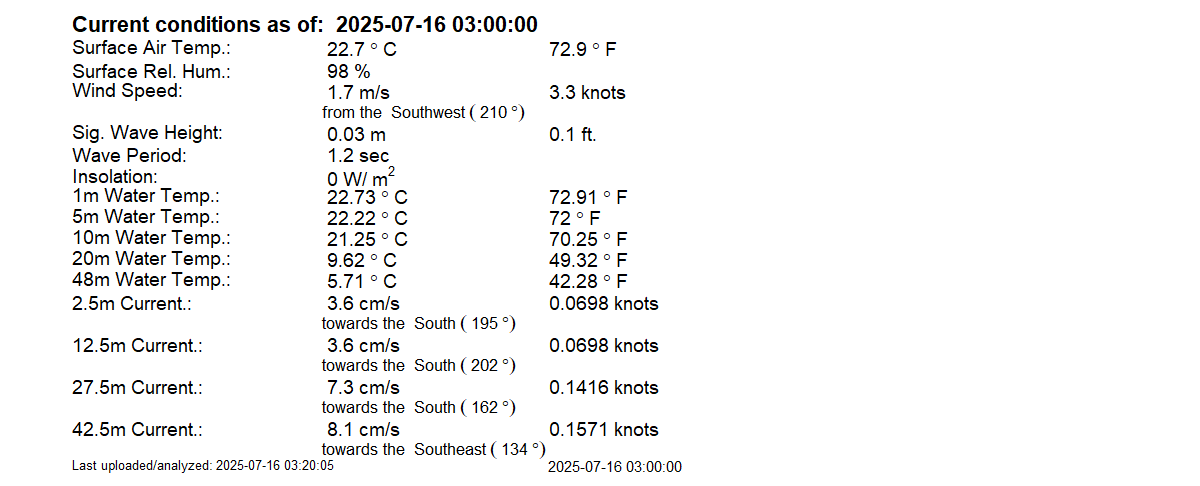 Current conditions as of: 2025-07-16 03:00:00
Surface Air Temp.: 22.7 ° C 72.9 ° F
Surface Rel. Hum.: 98 %
Wind Speed: 1.7 m/s 3.3 knots
from the Southwest ( 210 °)
Sig. Wave Height: 0.03 m 0.1 ft.
Wave Period: 1.2 sec
Insolation: 0 W/ m²
1m Water Temp.: 22.73 ° C 72.91 ° F
5m Water Temp.: 22.22 ° C 72 ° F
10m Water Temp.: 21.25 ° C 70.25 ° F
20m Water Temp.: 9.62 ° C 49.32 ° F
48m Water Temp.: 5.71 ° C 42.28 ° F
2.5m Current.: 3.6 cm/s 0.0698 knots
towards the South ( 195 °)
12.5m Current.: 3.6 cm/s 0.0698 knots
towards the South ( 202 °)
27.5m Current.: 7.3 cm/s 0.1416 knots
towards the South ( 162 °)
42.5m Current.: 8.1 cm/s 0.1571 knots
towards the Southeast ( 134 °)
Last uploaded/analyzed: 2025-07-16 03:20:05 2025-07-16 03:00:00